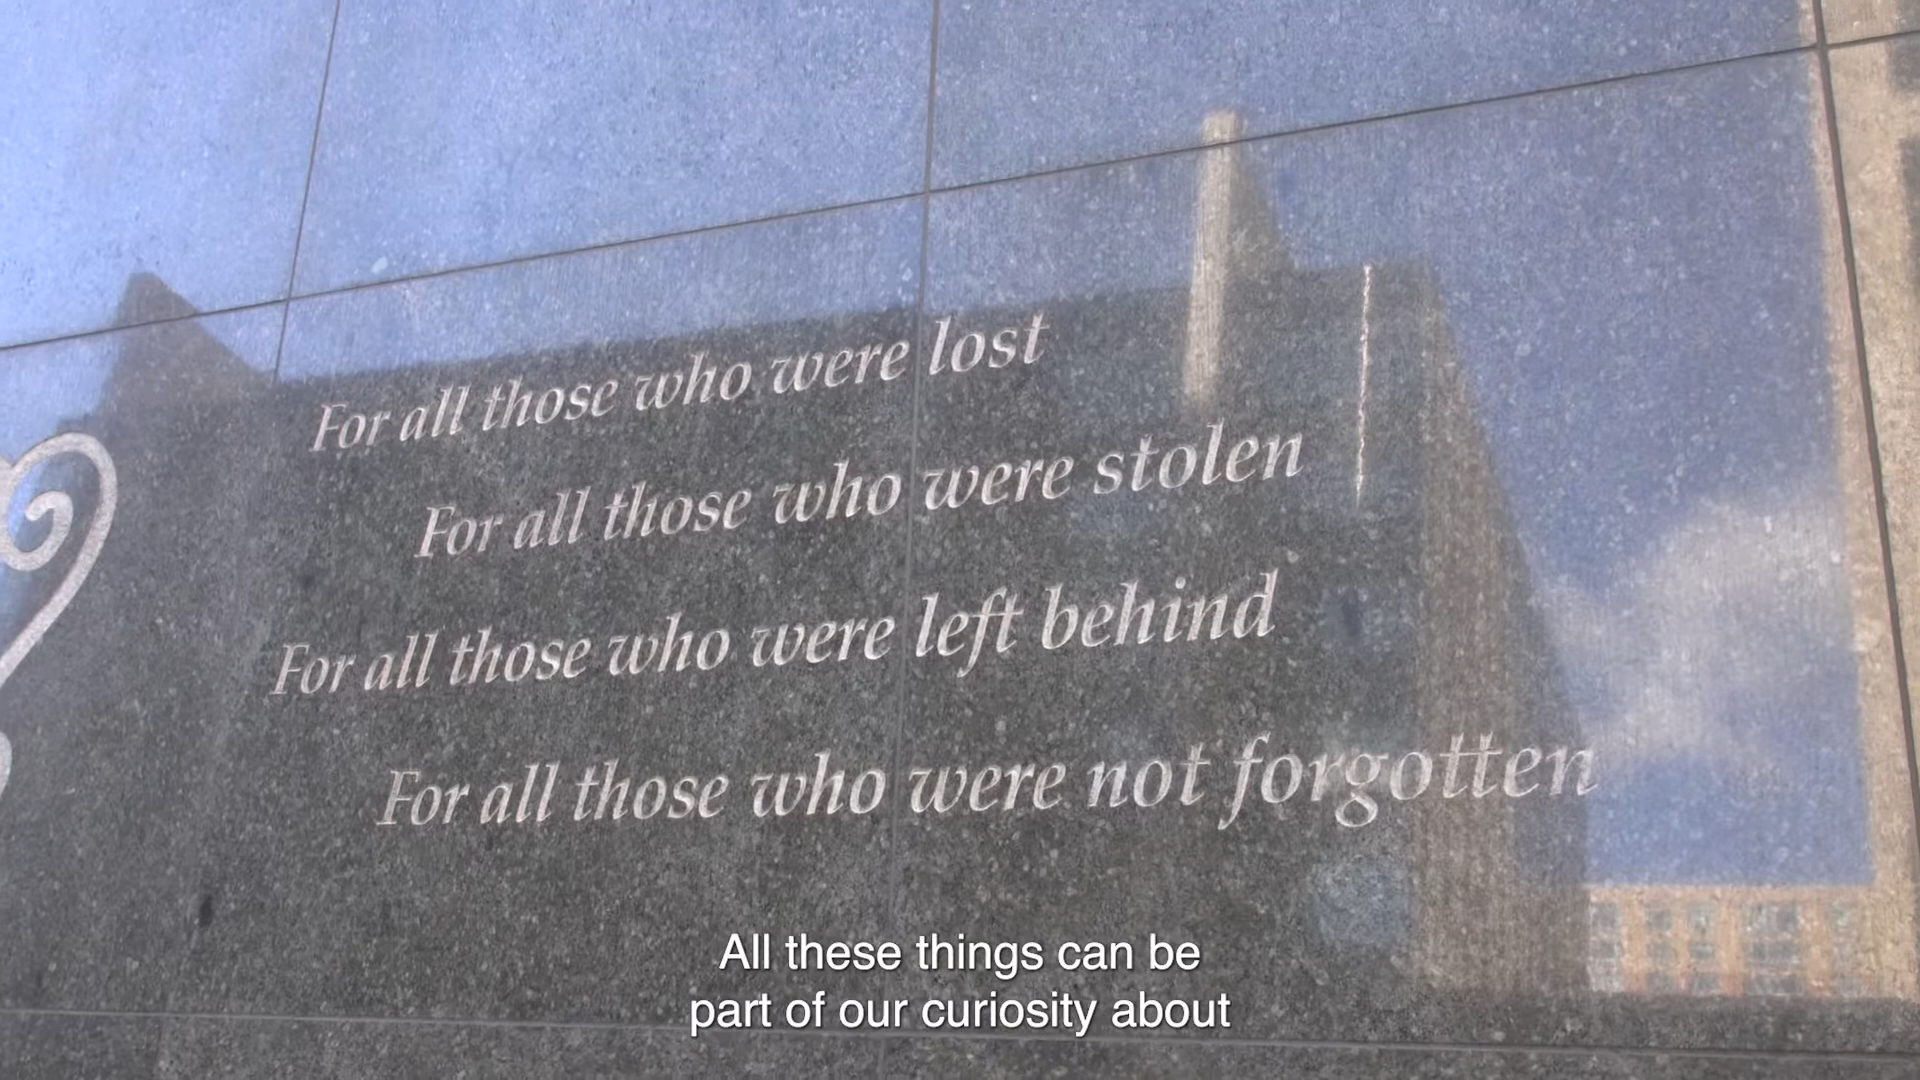 For all those who were lost
For all those who were stolen
For all those who were left behind
For all those who were not forgotten
All these things can be
part of our curiosity about